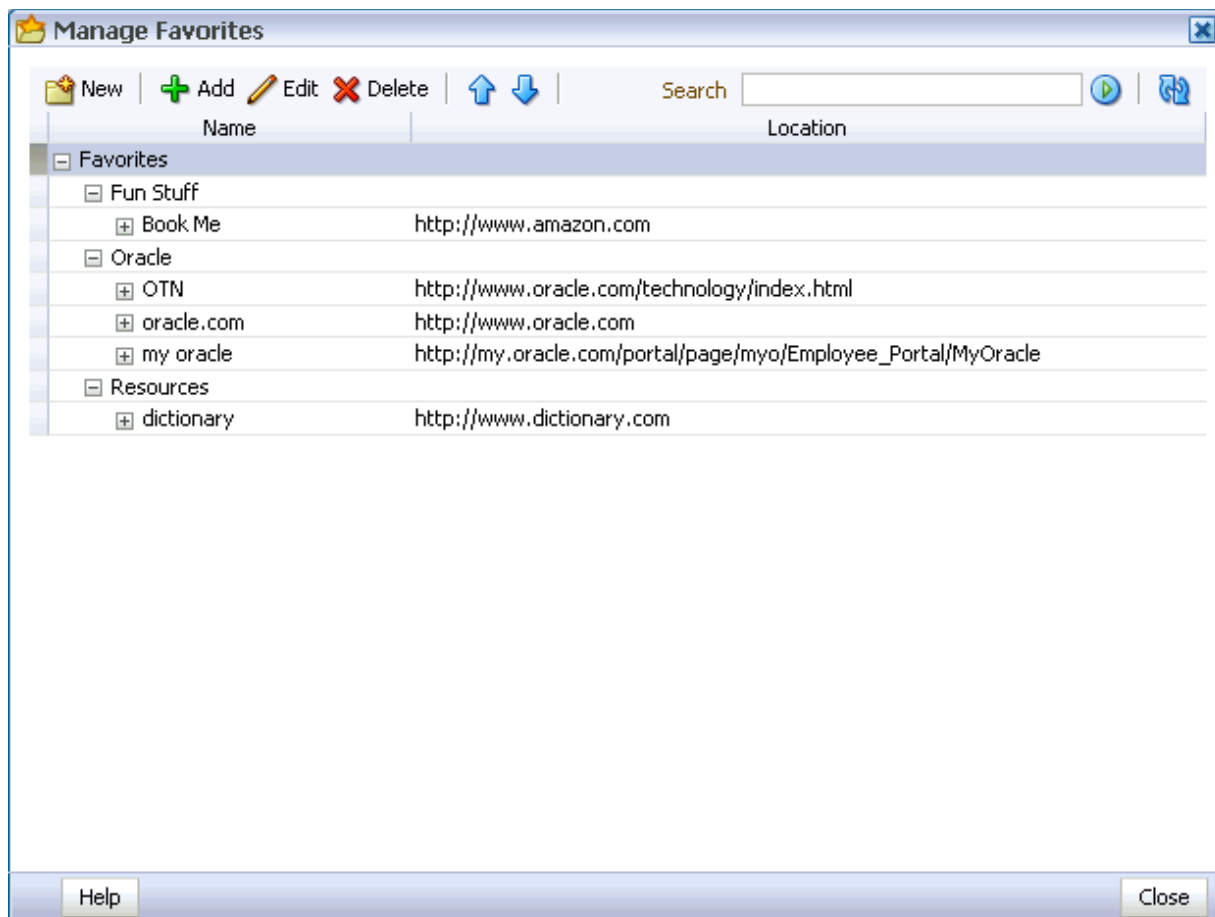 Manage Favorites
New Add Edit Delete Search
Name Location
Favorites
Fun Stuff
Book Me http://www.amazon.com
Oracle
OTN http://www.oracle.com/technology/index.html
oracle.com http://www.oracle.com
my oracle http://my.oracle.com/portal/page/myo/Employee_Portal/MyOracle
Resources
dictionary http://www.dictionary.com
Help Close